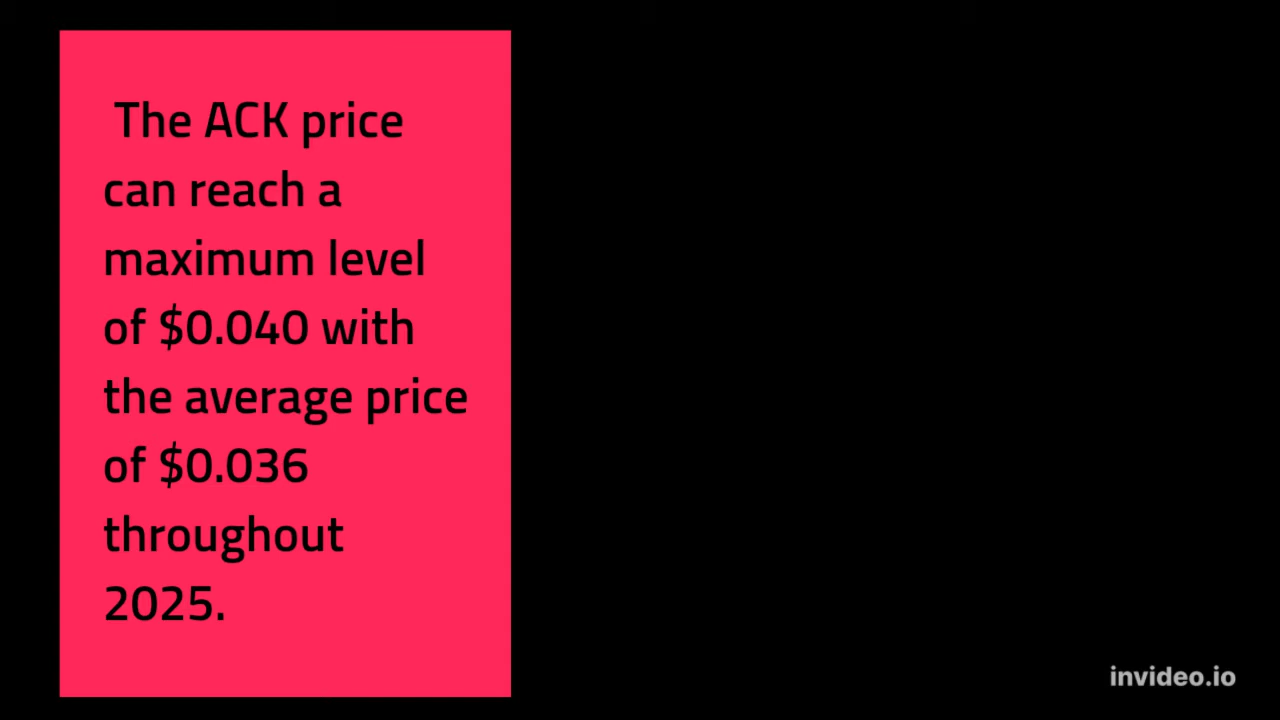 The ACK price
can reach a
maximum level
of $0.040 with
the average price
of $0.036
throughout
2025.
invideo.io